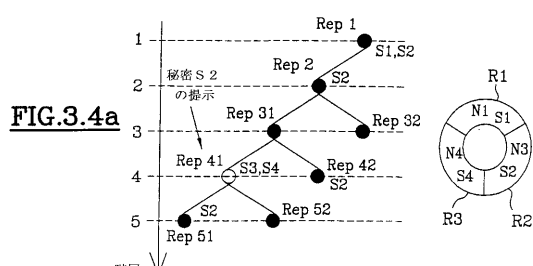 Rep 1
1
S1,S2
Rep 2
秘密S2
の提示
2
S2
R1
FIG.3.4a
Rep 31
Rep 32
N1
S1
3
N4
N3
Rep 41
S3,S4
Rep 42
4
S2
S4
S2
S2
Rep 52
R3
R2
5
Rep 51